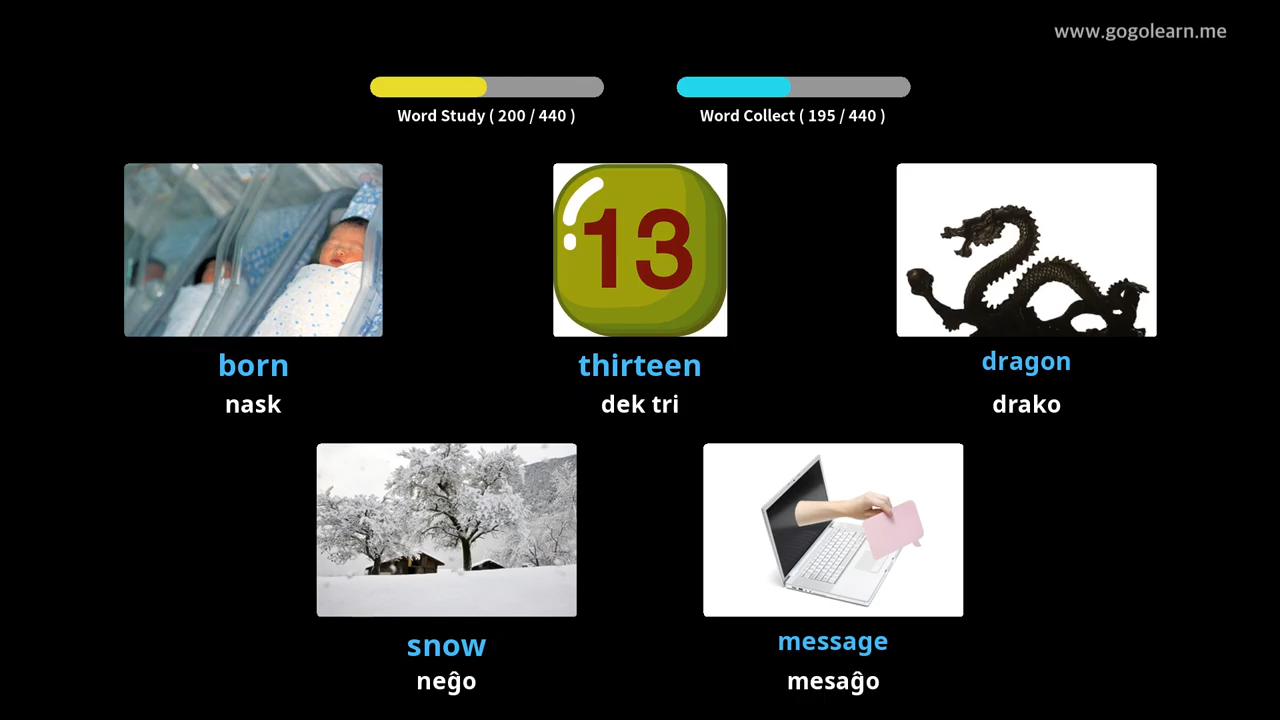 www.gogolearn.me
Word Study ( 200 / 440 )
Word Collect ( 195 / 440 )
13
born
thirteen
dragon
nask
dek tri
drako
snow
message
neĝo
mesaĝo